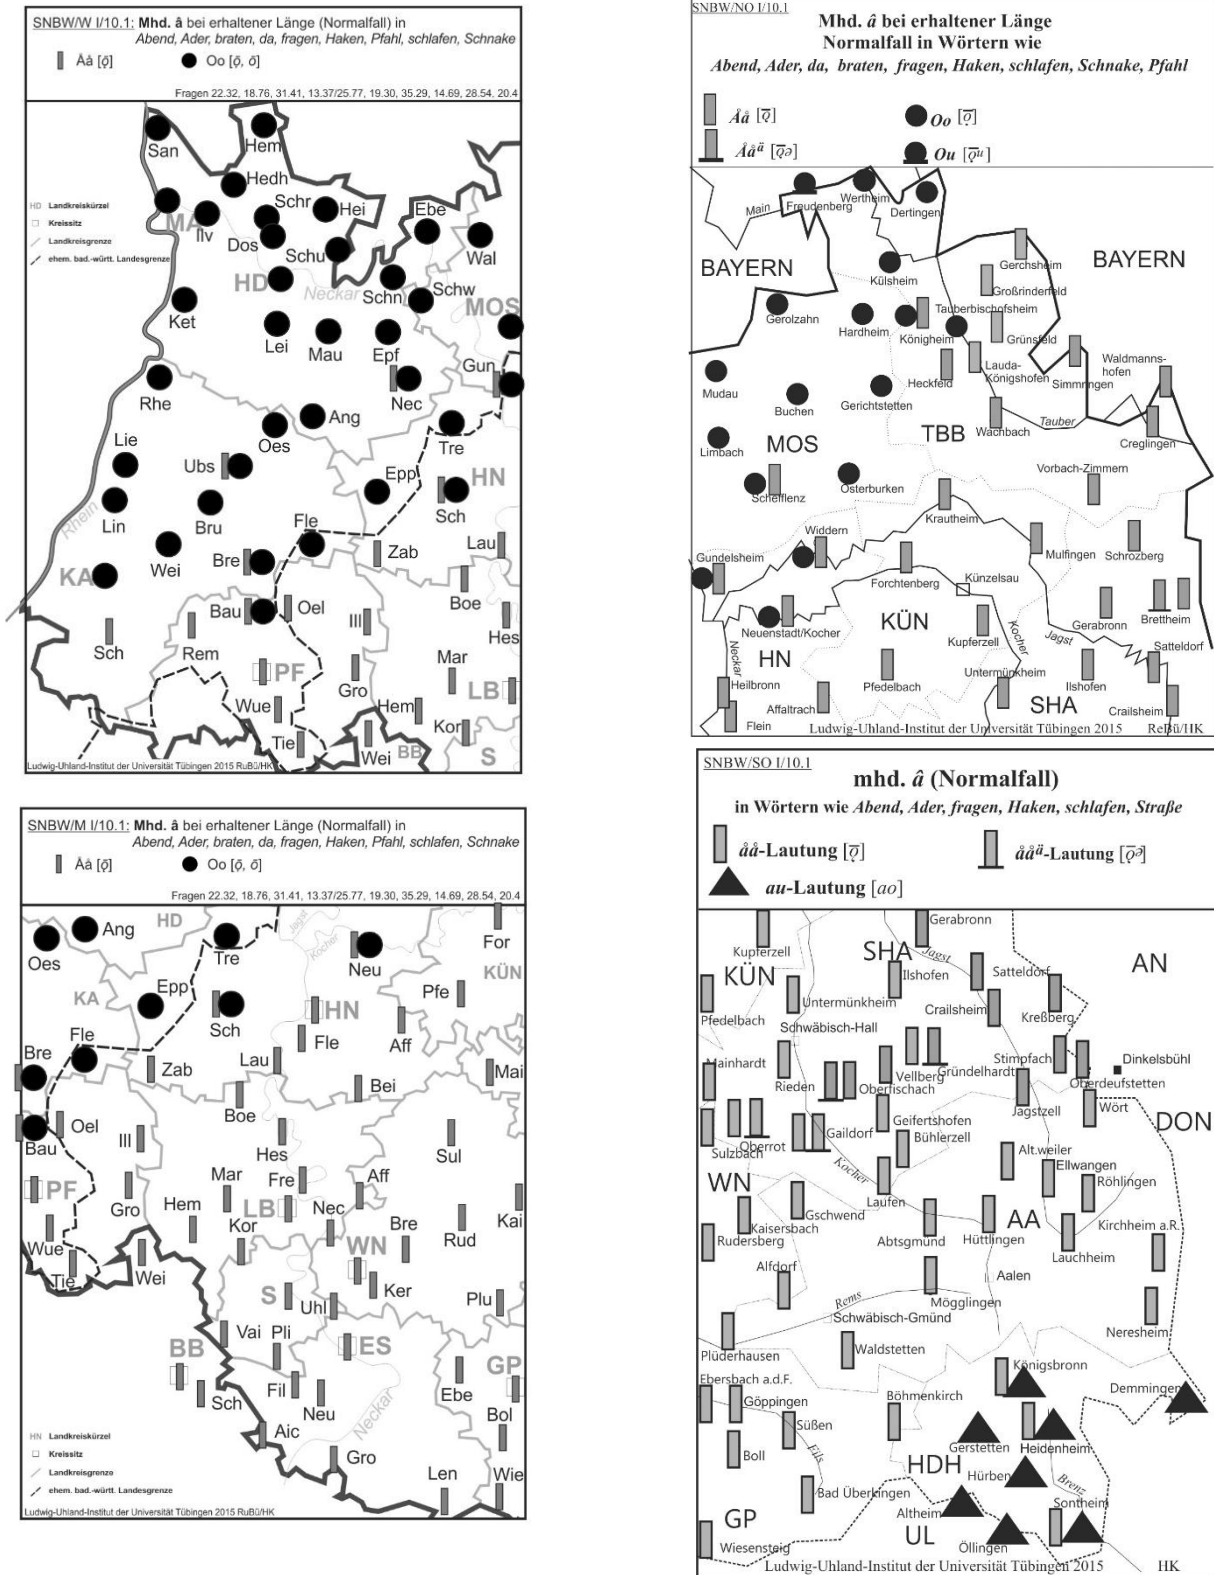 SNBW/W I/10.1: Mhd. â bei erhaltener Länge (Normalfall) in
Abend, Ader, braten, da, fragen, Haken, Pfahl, schlafen, Schnake
Åå [ǭ]
Oo [ọ̄, ō]
Fragen 22.32, 18.76, 31.41, 13.37/25.77, 19.30, 35.29, 14.69, 28.54, 20.4
San
Hem
Hedh
Schr
Hei
Ebe
MA
Ilv
Dos
Schu
Wal
HD Landkreiskürzel
Kreissitz
Landkreisgrenze
ehem. bad.-württ. Landesgrenze
HD
Neckar
Schn
Schw
MOS
Ket
Lei
Mau
Epf
Gun
Rhe
Nec
Oes
Ang
Tre
Lie
Ubs
Epp
HN
Lin
Bru
Sch
Rhein
Wei
Fle
Bre
Zab
Lau
KA
Boe
Bau
Oel
Ill
Hes
Sch
Rem
PF
Gro
Mar
LB
Wue
Hem
Tie
Wei
BB
Kor
S
Ludwig-Uhland-Institut der Universität Tübingen 2015 RuBü/HK
SNBW/NO I/10.1
Mhd. â bei erhaltener Länge
Normalfall in Wörtern wie
Abend, Ader, da, braten, fragen, Haken, schlafen, Schnake, Pfahl
Åå [ǭ]
Oo [ọ̄]
Ååä [ǭə]
Ou [ọ̄u]
Main
Freudenberg
Wertheim
Dertingen
BAYERN
Külsheim
Gerchsheim
BAYERN
Großrinderfeld
Gerolzahn
Hardheim
Tauberbischofsheim
Königheim
Grünsfeld
Lauda-
Königshofen
Simmringen
Waldmanns-
hofen
Heckfeld
Mudau
Buchen
Gerichtstetten
Wachbach
Tauber
Creglingen
MOS
TBB
Limbach
Schefflenz
Osterburken
Vorbach-Zimmern
Krautheim
Widdern
Mulfingen
Schrozberg
Gundelsheim
Forchtenberg
Künzelsau
Neuenstadt/Kocher
KÜN
Kupferzell
Kocher
Jagst
Gerabronn
Brettheim
Neckar
HN
Heilbronn
Affaltrach
Pfedelbach
Untermünkheim
SHA
Ilshofen
Satteldorf
Crailsheim
Flein
Ludwig-Uhland-Institut der Universität Tübingen 2015 ReBü/HK
SNBW/M I/10.1: Mhd. â bei erhaltener Länge (Normalfall) in
Abend, Ader, braten, da, fragen, Haken, Pfahl, schlafen, Schnake
Åå [ǭ]
Oo [ọ̄, ō]
Fragen 22.32, 18.76, 31.41, 13.37/25.77, 19.30, 35.29, 14.69, 28.54, 20.4
Oes
Ang
HD
Tre
Jagst
Kocher
Neu
For
KÜN
KA
Epp
Sch
HN
Pfe
Fle
Bre
Fle
Aff
Zab
Lau
Bei
Mai
Boe
Bau
Oel
Ill
Hes
Sul
PF
Gro
Mar
Fre
Aff
Hem
LB
Nec
Bre
Kai
Wue
Kor
WN
Rud
Tie
Wei
S
Ker
Uhl
Plu
Vai
Pli
BB
ES
GP
Sch
Fil
Neu
Neckar
Ebe
Bol
Aic
HN Landkreiskürzel
Kreissitz
Landkreisgrenze
ehem. bad.-württ. Landesgrenze
Gro
Len
Wie
Ludwig-Uhland-Institut der Universität Tübingen 2015 RuBü/HK
SNBW/SO I/10.1
mhd. â (Normalfall)
in Wörtern wie Abend, Ader, fragen, Haken, schlafen, Straße
åå-Lautung [ǭ]
ååä-Lautung [ǭə]
au-Lautung [ao]
Kupferzell
Gerabronn
SHA
Jagst
AN
KÜN
Ilshofen
Satteldorf
Pfedelbach
Untermünkheim
Crailsheim
Kreßberg
Schwäbisch-Hall
Mainhardt
Rieden
Oberfischach
Vellberg
Gründelhardt
Stimpfach
Dinkelsbühl
Oberdeufstetten
Jagstzell
Wört
Sulzbach
Oberrot
Gaildorf
Geifertshofen
Bühlerzell
DON
Kocher
Alt.weiler
Ellwangen
WN
Laufen
Röhlingen
Rudersberg
Kaisersbach
Gschwend
Abtsgmünd
Hüttlingen
AA
Lauchheim
Kirchheim a.R.
Alfdorf
Aalen
Rems
Mögglingen
Schwäbisch-Gmünd
Neresheim
Plüderhausen
Waldstetten
Königsbronn
Demmingen
Ebersbach a.d.F.
Göppingen
Böhmenkirch
Süßen
Gerstetten
Heidenheim
Boll
Fils
HDH
Hürben
Brenz
Bad Überkingen
Altheim
Sontheim
GP
UL
Öllingen
Wiesensteig
Ludwig-Uhland-Institut der Universität Tübingen 2015 HK